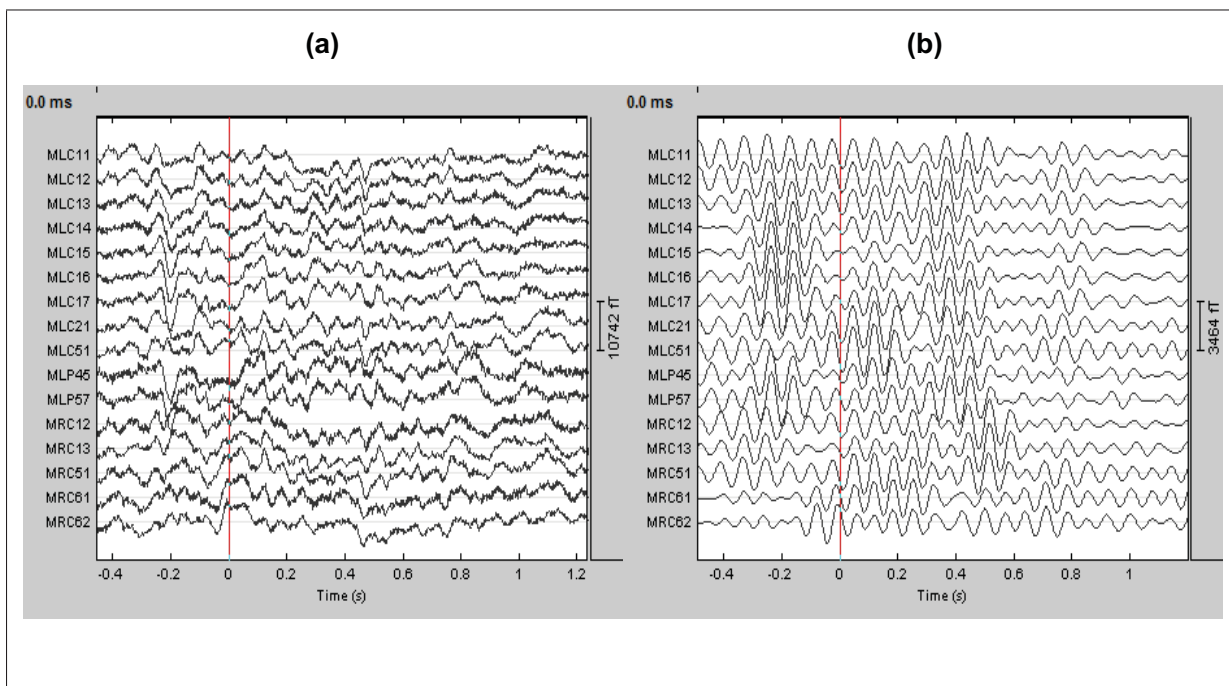 (a)
0.0 ms
MLC11
MLC12
MLC13
MLC14
MLC15
MLC16
MLC17
MLC21
MLC51
MLP45
MLP57
MRC12
MRC13
MRC51
MRC61
MRC62
10742 fT
-0.4 -0.2 0 0.2 0.4 0.6 0.8 1 1.2
Time (s)
(b)
0.0 ms
MLC11
MLC12
MLC13
MLC14
MLC15
MLC16
MLC17
MLC21
MLC51
MLP45
MLP57
MRC12
MRC13
MRC51
MRC61
MRC62
3464 fT
-0.4 -0.2 0 0.2 0.4 0.6 0.8 1
Time (s)